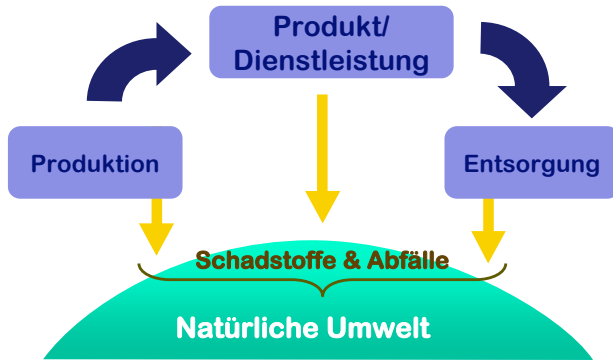 Produkt/
Dienstleistung
Produktion
Entsorgung
Schadstoffe & Abfälle
Natürliche Umwelt